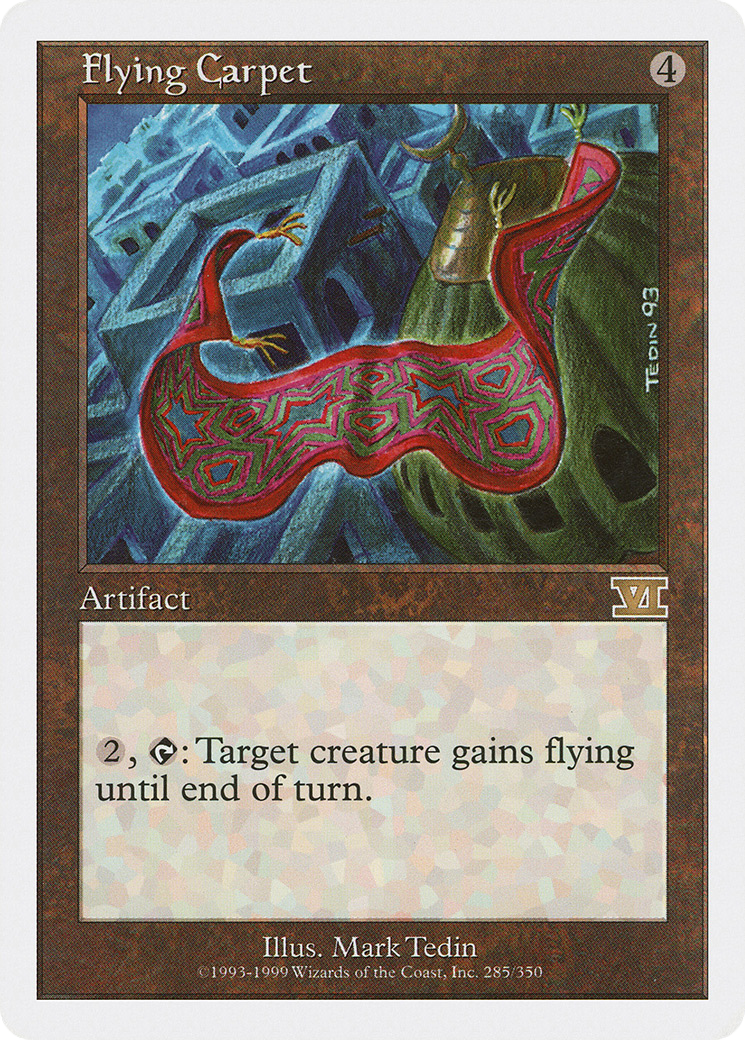 Flying Carpet
4
TEDIN 93
Artifact
VI
2, : Target creature gains flying
until end of turn.
Illus. Mark Tedin
©1993-1999 Wizards of the Coast, Inc. 285/350